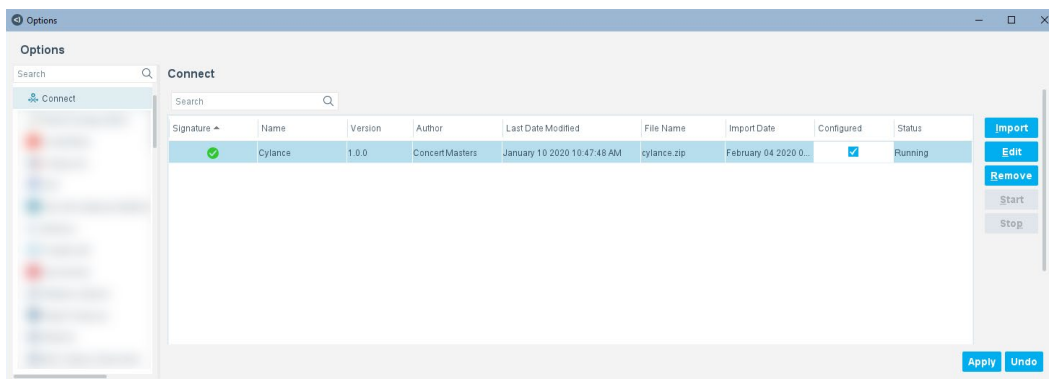 Options
Options
Search
Connect
Connect
Search
Signature Name Version Author Last Date Modified File Name Import Date Configured Status
Cylance 1.0.0 Concert Masters January 10 2020 10:47:48 AM cylance.zip February 04 2020 0... Running
Import
Edit
Remove
Start
Stop
Apply Undo